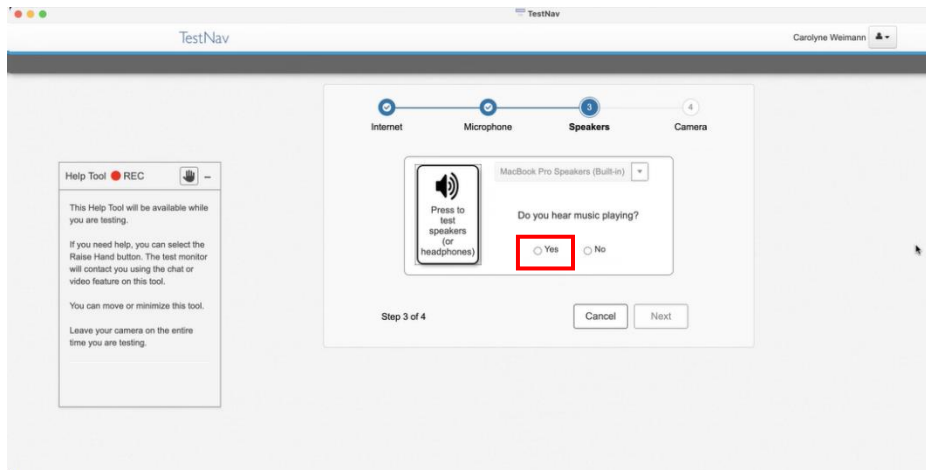 TestNav
TestNav
Carolyne Weimann
3
4
Internet
Microphone
Speakers
Camera
Help Tool
REC
This Help Tool will be available while
you are testing.
If you need help, you can select the
Raise Hand button. The test monitor
will contact you using the chat or
video feature on this tool.
You can move or minimize this tool.
Leave your camera on the entire
time you are testing.
Press to
test
speakers
(or
headphones)
MacBook Pro Speakers (Built-in)
Do you hear music playing?
Yes
No
Step 3 of 4
Cancel
Next